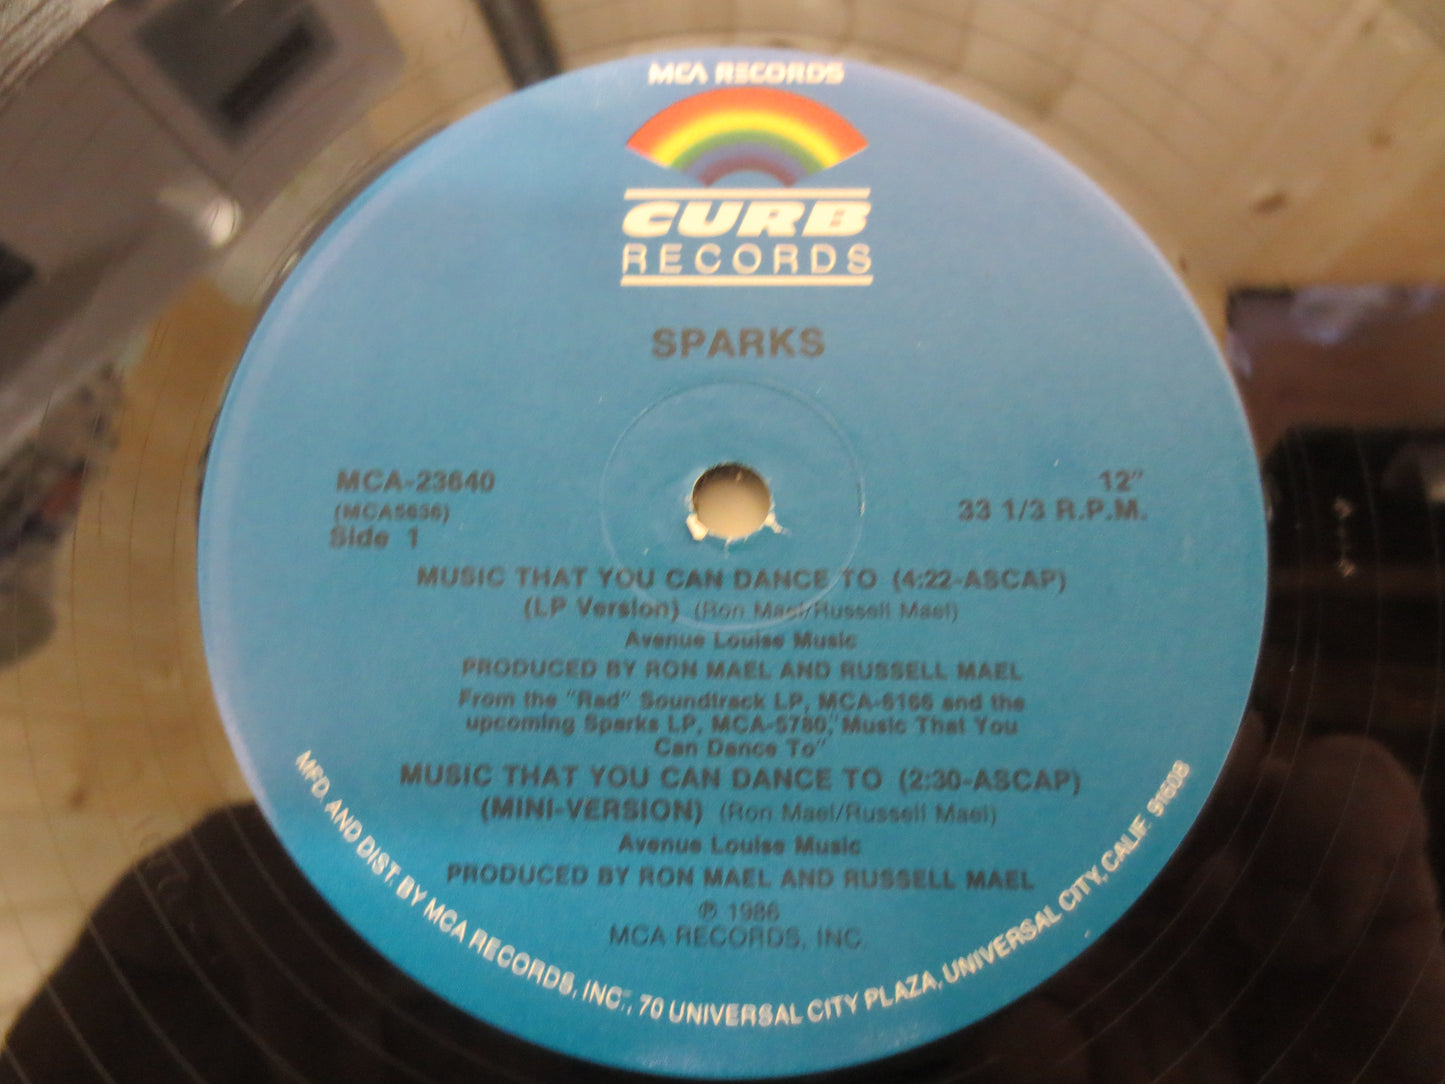 MCA RECORDS
CURB
RECORDS
SPARKS
MCA-23640
(MCA5656)
Side 1
12"
33 1/3 R.P.M.
MUSIC THAT YOU CAN DANCE TO (4:22-ASCAP)
(LP Version) (Ron Mael/Russell Mael)
Avenue Louise Music
PRODUCED BY RON MAEL AND RUSSELL MAEL
From the "Rad" Soundtrack LP, MCA-6166 and the
upcoming Sparks LP, MCA-5780, "Music That You
Can Dance To"
MUSIC THAT YOU CAN DANCE TO (2:30-ASCAP)
(MINI-VERSION) (Ron Mael/Russell Mael)
Avenue Louise Music
PRODUCED BY RON MAEL AND RUSSELL MAEL
℗ 1986
MCA RECORDS, INC.
MFD. AND DIST. BY MCA RECORDS, INC., 70 UNIVERSAL CITY PLAZA, UNIVERSAL CITY, CALIF. 91608